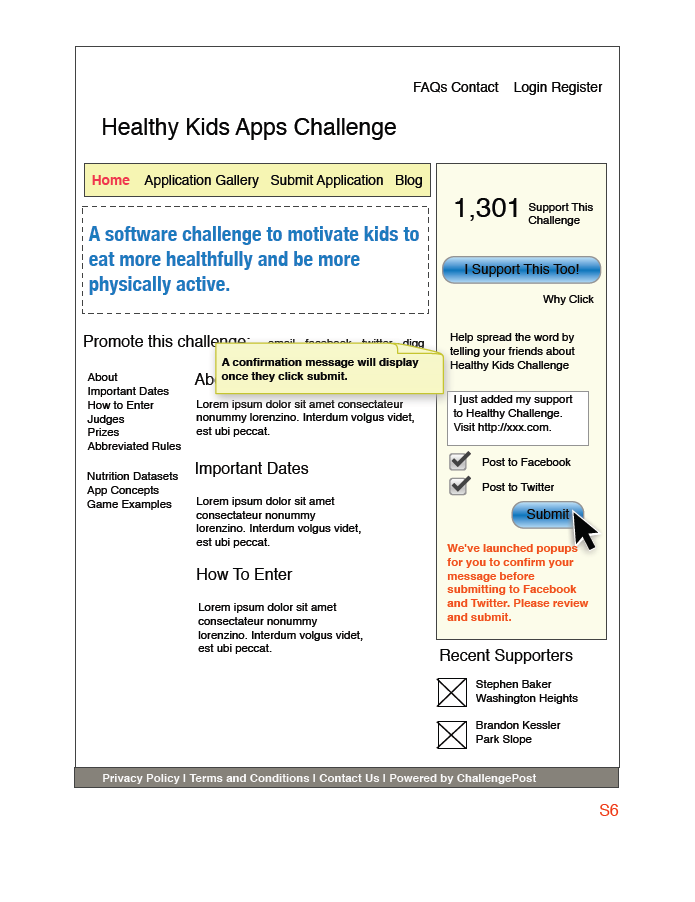 FAQs Contact Login Register
Healthy Kids Apps Challenge
Home Application Gallery Submit Application Blog
A software challenge to motivate kids to
eat more healthfully and be more
physically active.
Promote this challenge: email facebook twitter digg
A confirmation message will display
once they click submit.
About
Important Dates
How to Enter
Judges
Prizes
Abbreviated Rules
Nutrition Datasets
App Concepts
Game Examples
Lorem ipsum dolor sit amet consectateur
nonummy lorenzino. Interdum volgus videt,
est ubi peccat.
Important Dates
Lorem ipsum dolor sit amet
consectateur nonummy
lorenzino. Interdum volgus videt,
est ubi peccat.
How To Enter
Lorem ipsum dolor sit amet
consectateur nonummy
lorenzino. Interdum volgus videt,
est ubi peccat.
1,301 Support This
Challenge
I Support This Too!
Why Click
Help spread the word by
telling your friends about
Healthy Kids Challenge
I just added my support
to Healthy Challenge.
Visit http://xxx.com.
Post to Facebook
Post to Twitter
Submit
We've launched popups
for you to confirm your
message before
submitting to Facebook
and Twitter. Please review
and submit.
Recent Supporters
Stephen Baker
Washington Heights
Brandon Kessler
Park Slope
Privacy Policy I Terms and Conditions I Contact Us I Powered by ChallengePost
S6